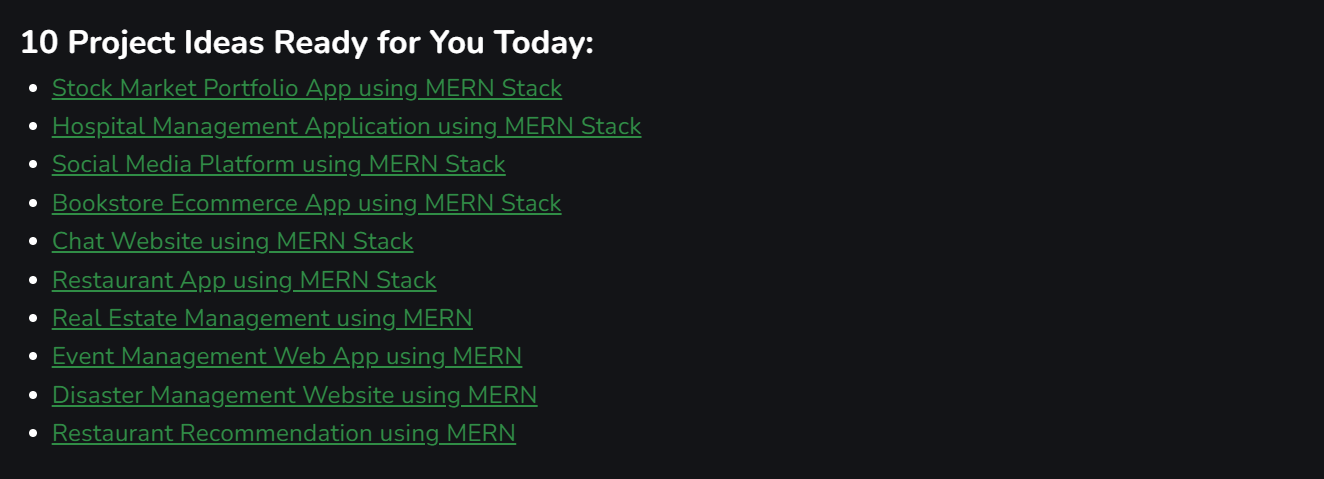 10 Project Ideas Ready for You Today:
Stock Market Portfolio App using MERN Stack
Hospital Management Application using MERN Stack
Social Media Platform using MERN Stack
Bookstore Ecommerce App using MERN Stack
Chat Website using MERN Stack
Restaurant App using MERN Stack
Real Estate Management using MERN
Event Management Web App using MERN
Disaster Management Website using MERN
Restaurant Recommendation using MERN